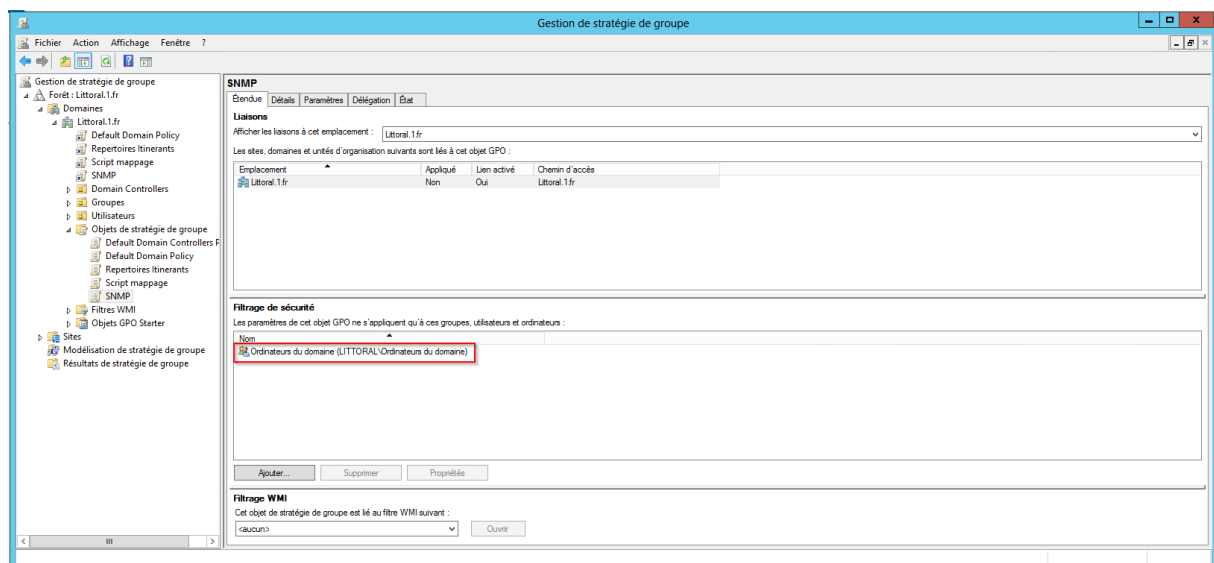 Gestion de stratégie de groupe
Fichier Action Affichage Fenêtre ?
Gestion de stratégie de groupe
Forêt : Littoral.1.fr
Domaines
Littoral.1.fr
Default Domain Policy
Repertoires Itinerants
Script mappage
SNMP
Domain Controllers
Groupes
Utilisateurs
Objets de stratégie de groupe
Default Domain Controllers P
Default Domain Policy
Repertoires Itinerants
Script mappage
SNMP
Filtres WMI
Objets GPO Starter
Sites
Modélisation de stratégie de groupe
Résultats de stratégie de groupe
SNMP
Étendue Détails Paramètres Délégation État
Liaisons
Afficher les liaisons à cet emplacement : Littoral.1.fr
Les sites, domaines et unités d'organisation suivants sont liés à cet objet GPO :
Emplacement Appliqué Lien activé Chemin d'accès
Littoral.1.fr Non Oui Littoral.1.fr
Filtrage de sécurité
Les paramètres de cet objet GPO ne s'appliquent qu'à ces groupes, utilisateurs et ordinateurs :
Nom
Ordinateurs du domaine (LITTORAL\Ordinateurs du domaine)
Ajouter... Supprimer Propriétés
Filtrage WMI
Cet objet de stratégie de groupe est lié au filtre WMI suivant :
<aucun> Ouvrir